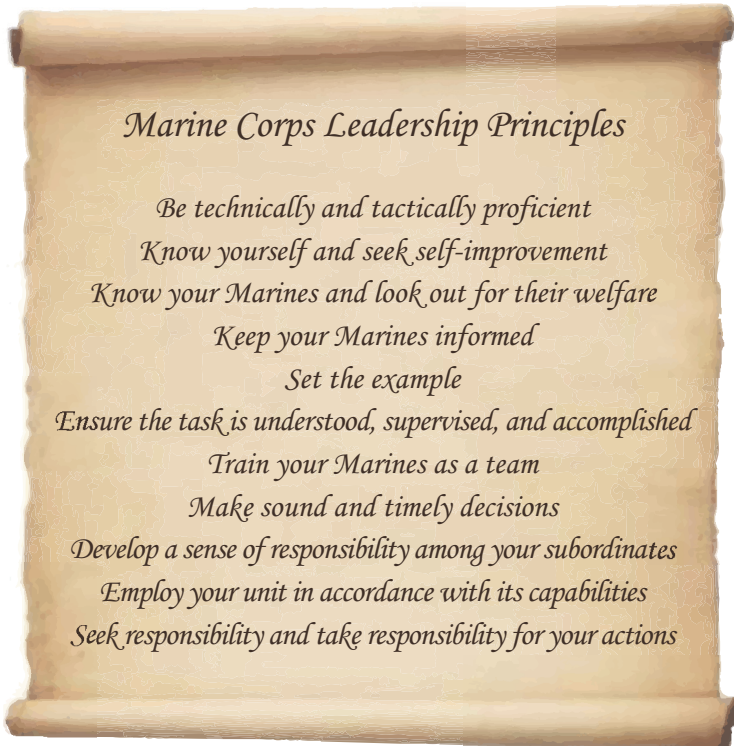 Marine Corps Leadership Principles
Be technically and tactically proficient
Know yourself and seek self-improvement
Know your Marines and look out for their welfare
Keep your Marines informed
Set the example
Ensure the task is understood, supervised, and accomplished
Train your Marines as a team
Make sound and timely decisions
Develop a sense of responsibility among your subordinates
Employ your unit in accordance with its capabilities
Seek responsibility and take responsibility for your actions